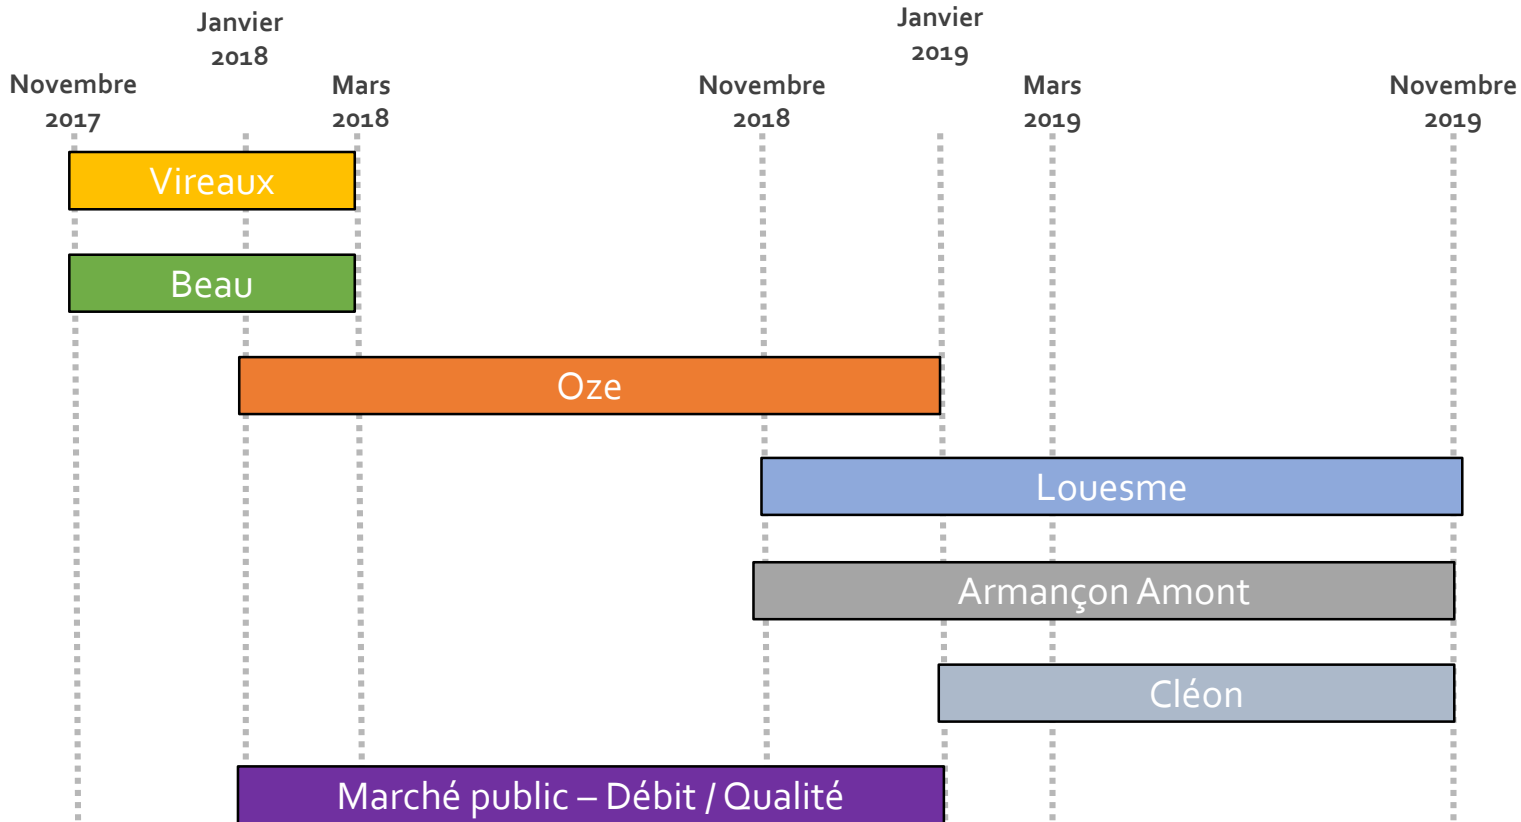 Janvier
2018
Janvier
2019
Novembre
2017
Mars
2018
Novembre
2018
Mars
2019
Novembre
2019
Vireaux
Beau
Oze
Louesme
Armançon Amont
Cléon
Marché public – Débit / Qualité